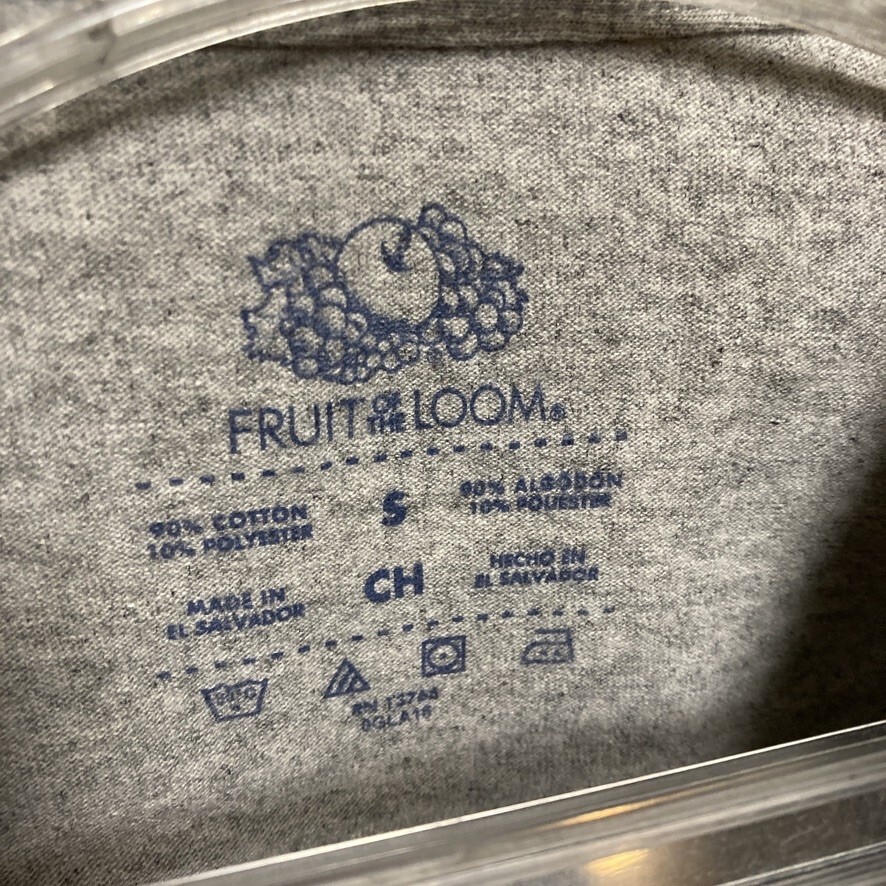 FRUIT OF THE LOOM®
90% COTTON
10% POLYESTER
S
90% ALGODON
10% POLIESTER
MADE IN
EL SALVADOR
CH
HECHO EN
EL SALVADOR
RN 13765